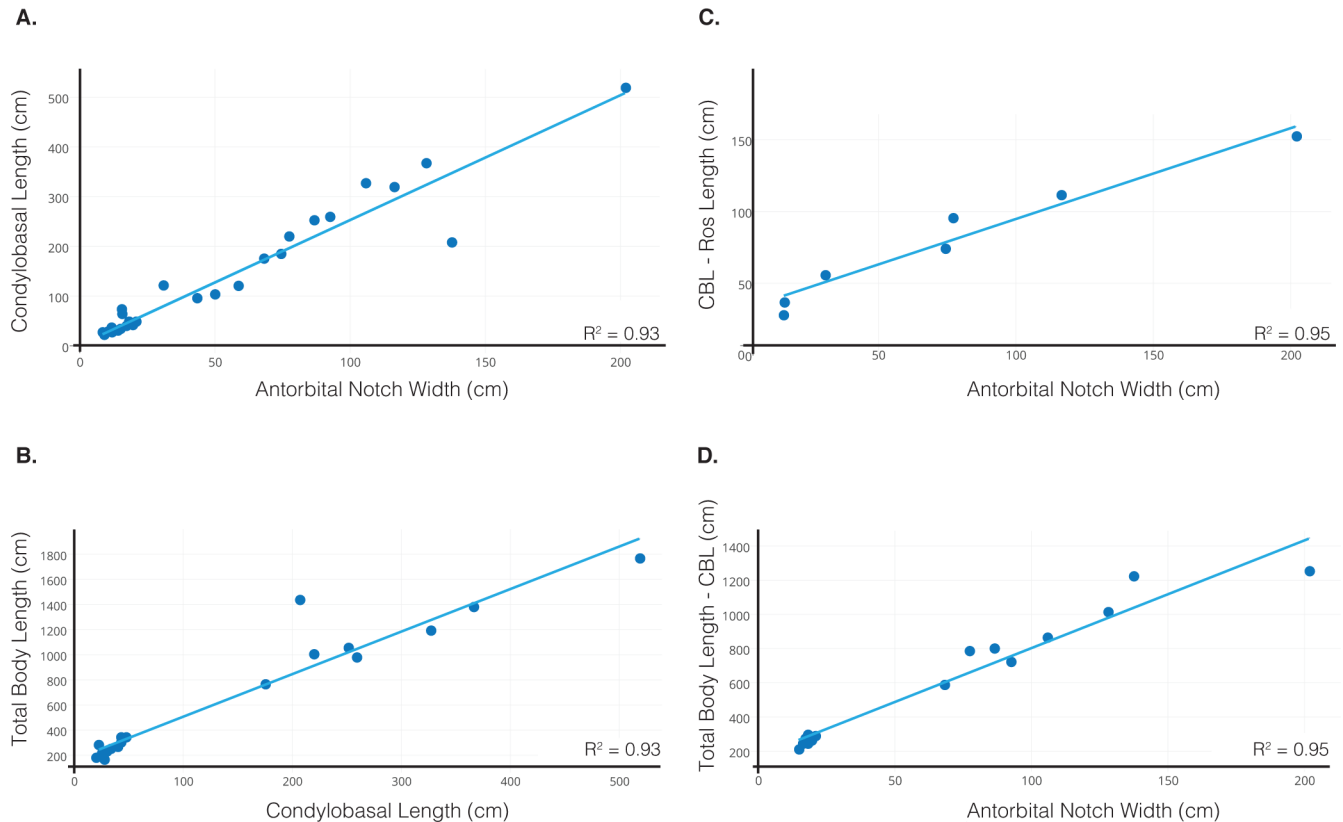 A.
Condylobasal Length (cm)
500
400
300
200
100
0
0 50 100 150 200
R² = 0.93
Antorbital Notch Width (cm)
C.
CBL - Ros Length (cm)
150
100
50
00
50 100 150 200
R² = 0.95
Antorbital Notch Width (cm)
B.
Total Body Length (cm)
1800
1600
1400
1200
1000
800
600
400
200
0 100 200 300 400 500
R² = 0.93
Condylobasal Length (cm)
D.
Total Body Length - CBL (cm)
1400
1200
1000
800
600
400
200
0 50 100 150 200
R² = 0.95
Antorbital Notch Width (cm)